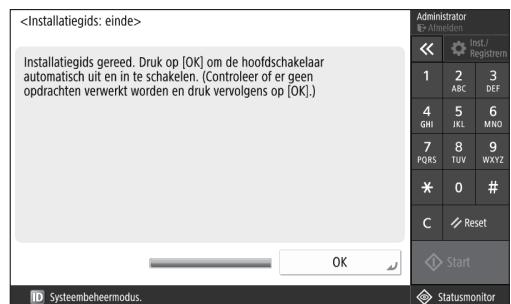 <Installatiegids: einde>
Installatiegids gereed. Druk op [OK] om de hoofdschakelaar
automatisch uit en in te schakelen. (Controleer of er geen
opdrachten verwerkt worden en druk vervolgens op [OK].)
OK
ID Systeembeheermodus.
Administrator
Afmelden
Inst./
Registreren
1
2
3
ABC
DEF
4
5
6
GHI
JKL
MNO
7
8
9
PQRS
TUV
WXYZ
*
0
#
C
Reset
Start
Statusmonitor